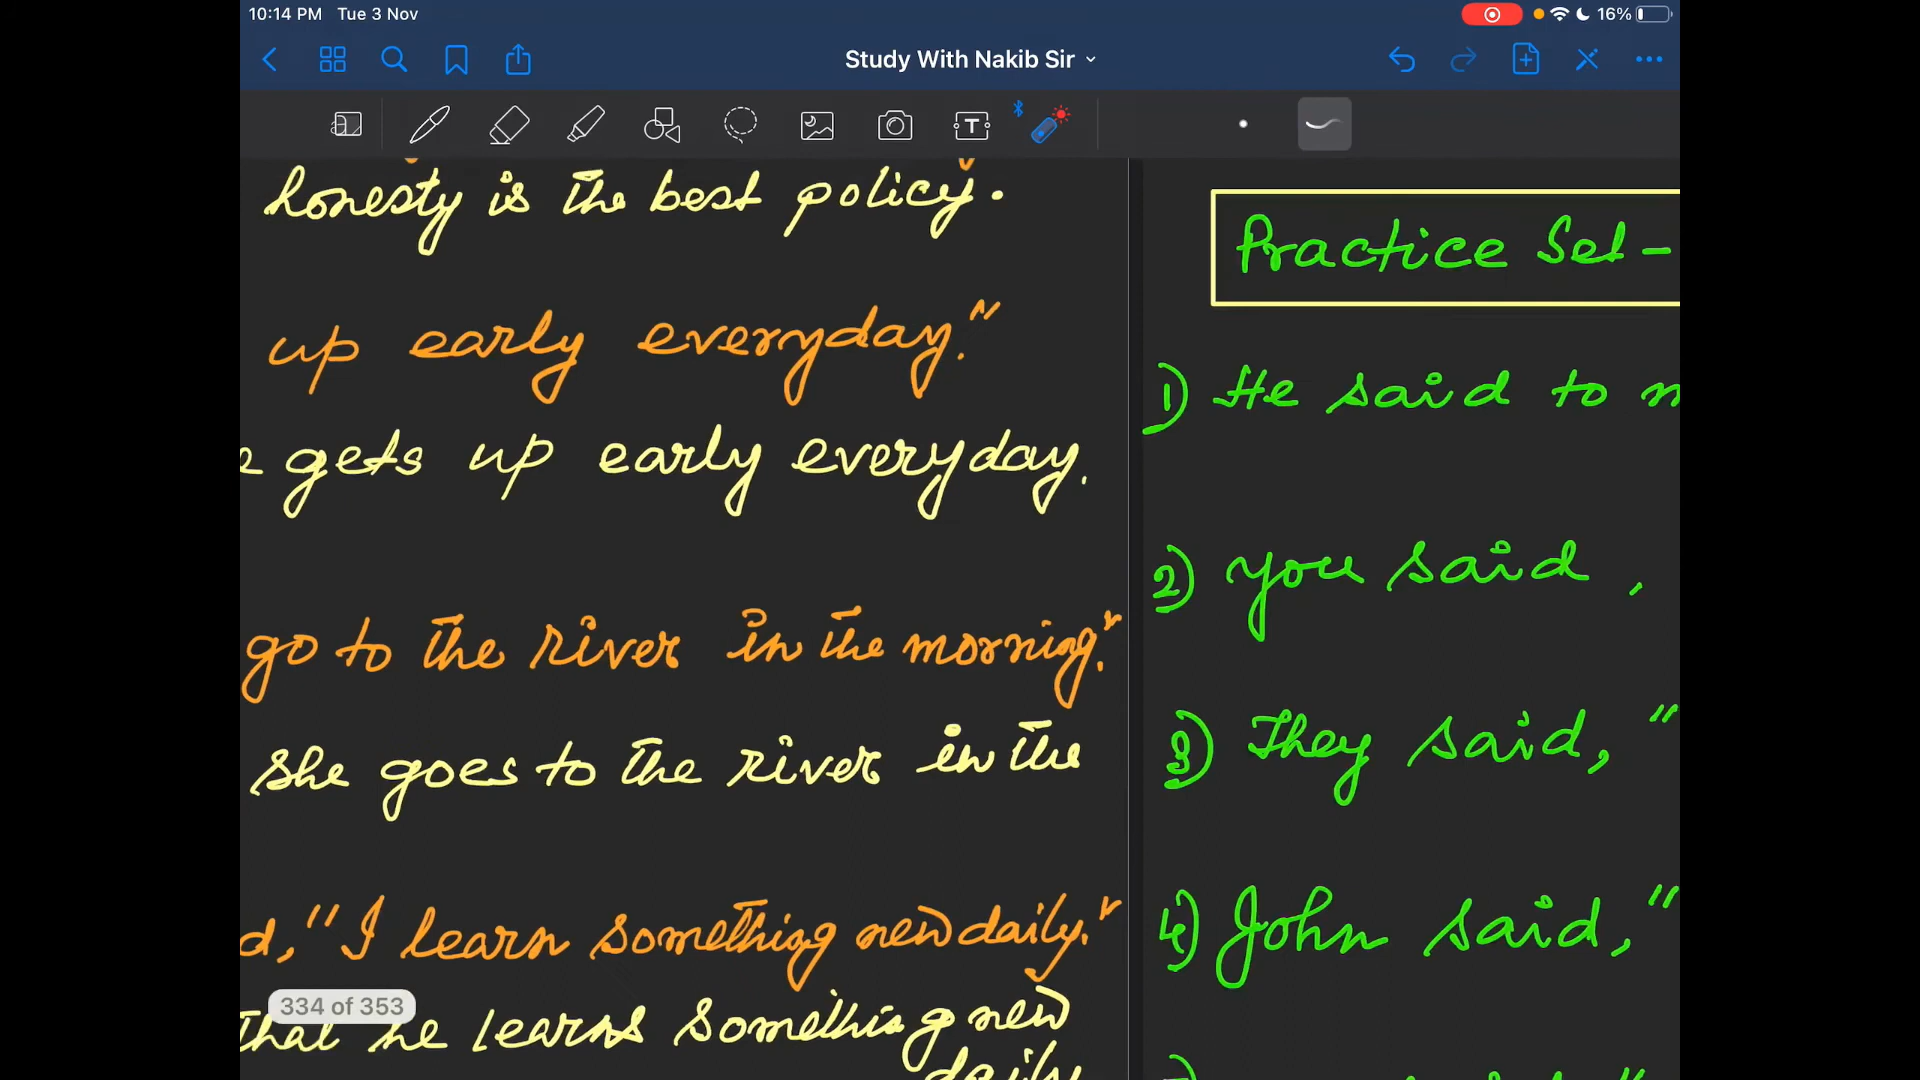 10:14 PM Tue 3 Nov
16%
Study With Nakib Sir
T
honesty is the best policy.
up early everyday."
gets up early everyday.
go to the river in the morning."
she goes to the river in the
d, "I learn something new daily."
that he learns something new
daily
334 of 353
Practice Set-
1) He said to
2) you said,
3) They said, "
4) John said, "